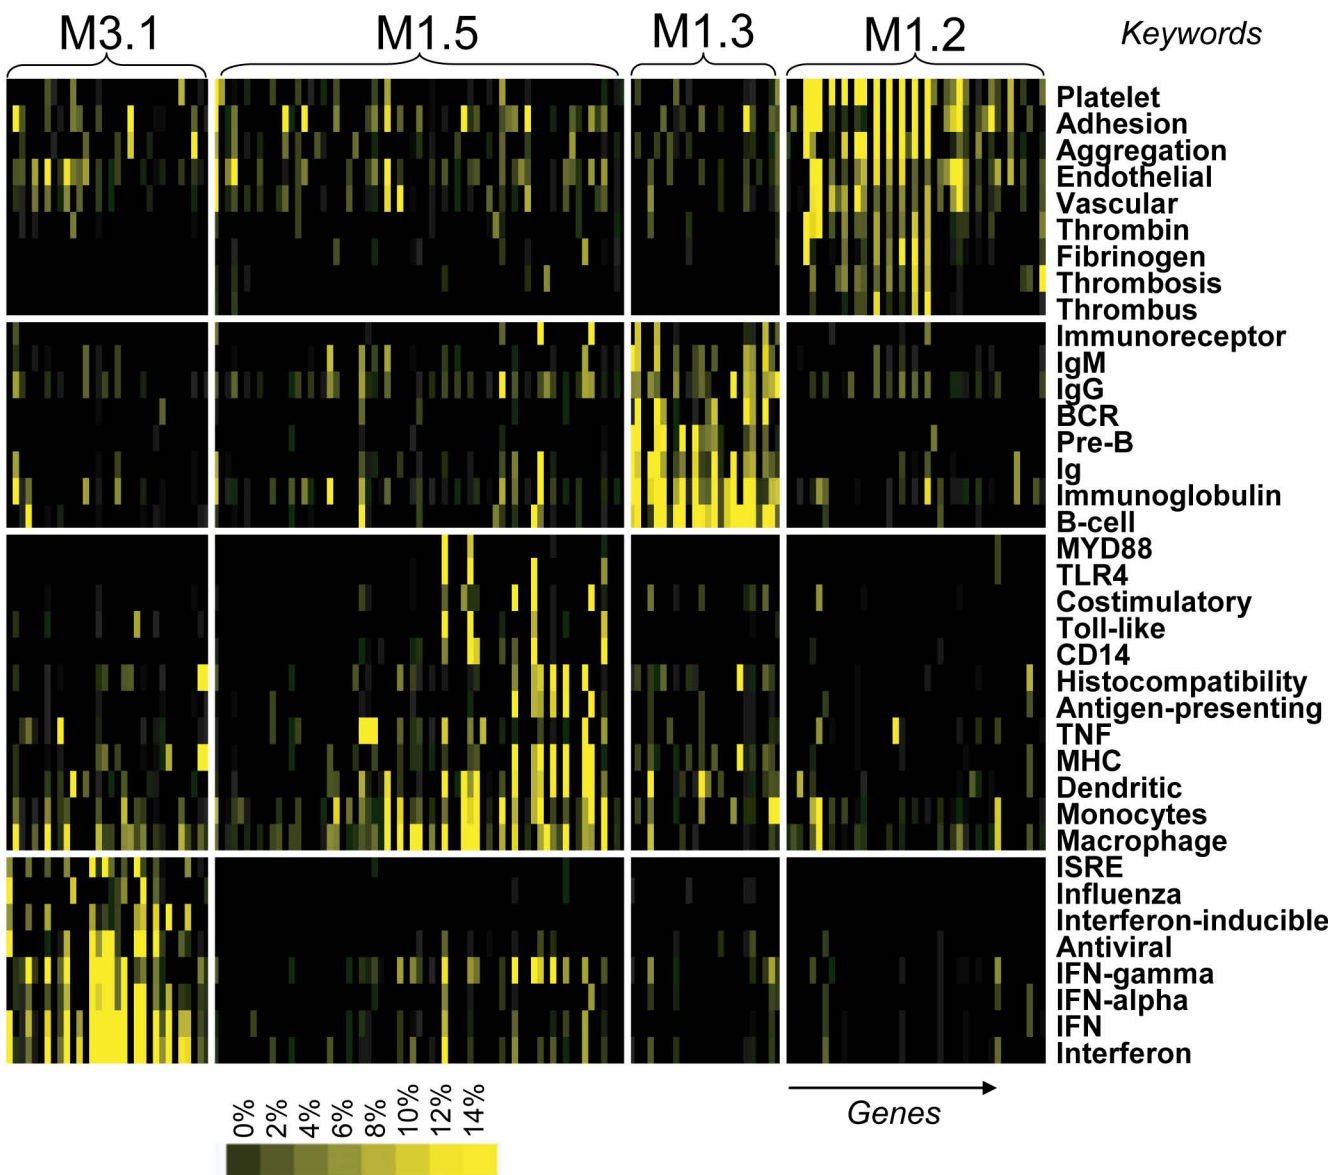 M3.1 M1.5 M1.3 M1.2 Keywords
Platelet
Adhesion
Aggregation
Endothelial
Vascular
Thrombin
Fibrinogen
Thrombosis
Thrombus
Immunoreceptor
IgM
IgG
BCR
Pre-B
Ig
Immunoglobulin
B-cell
MYD88
TLR4
Costimulatory
Toll-like
CD14
Histocompatibility
Antigen-presenting
TNF
MHC
Dendritic
Monocytes
Macrophage
ISRE
Influenza
Interferon-inducible
Antiviral
IFN-gamma
IFN-alpha
IFN
Interferon
Genes
0% 2% 4% 6% 8% 10% 12% 14%